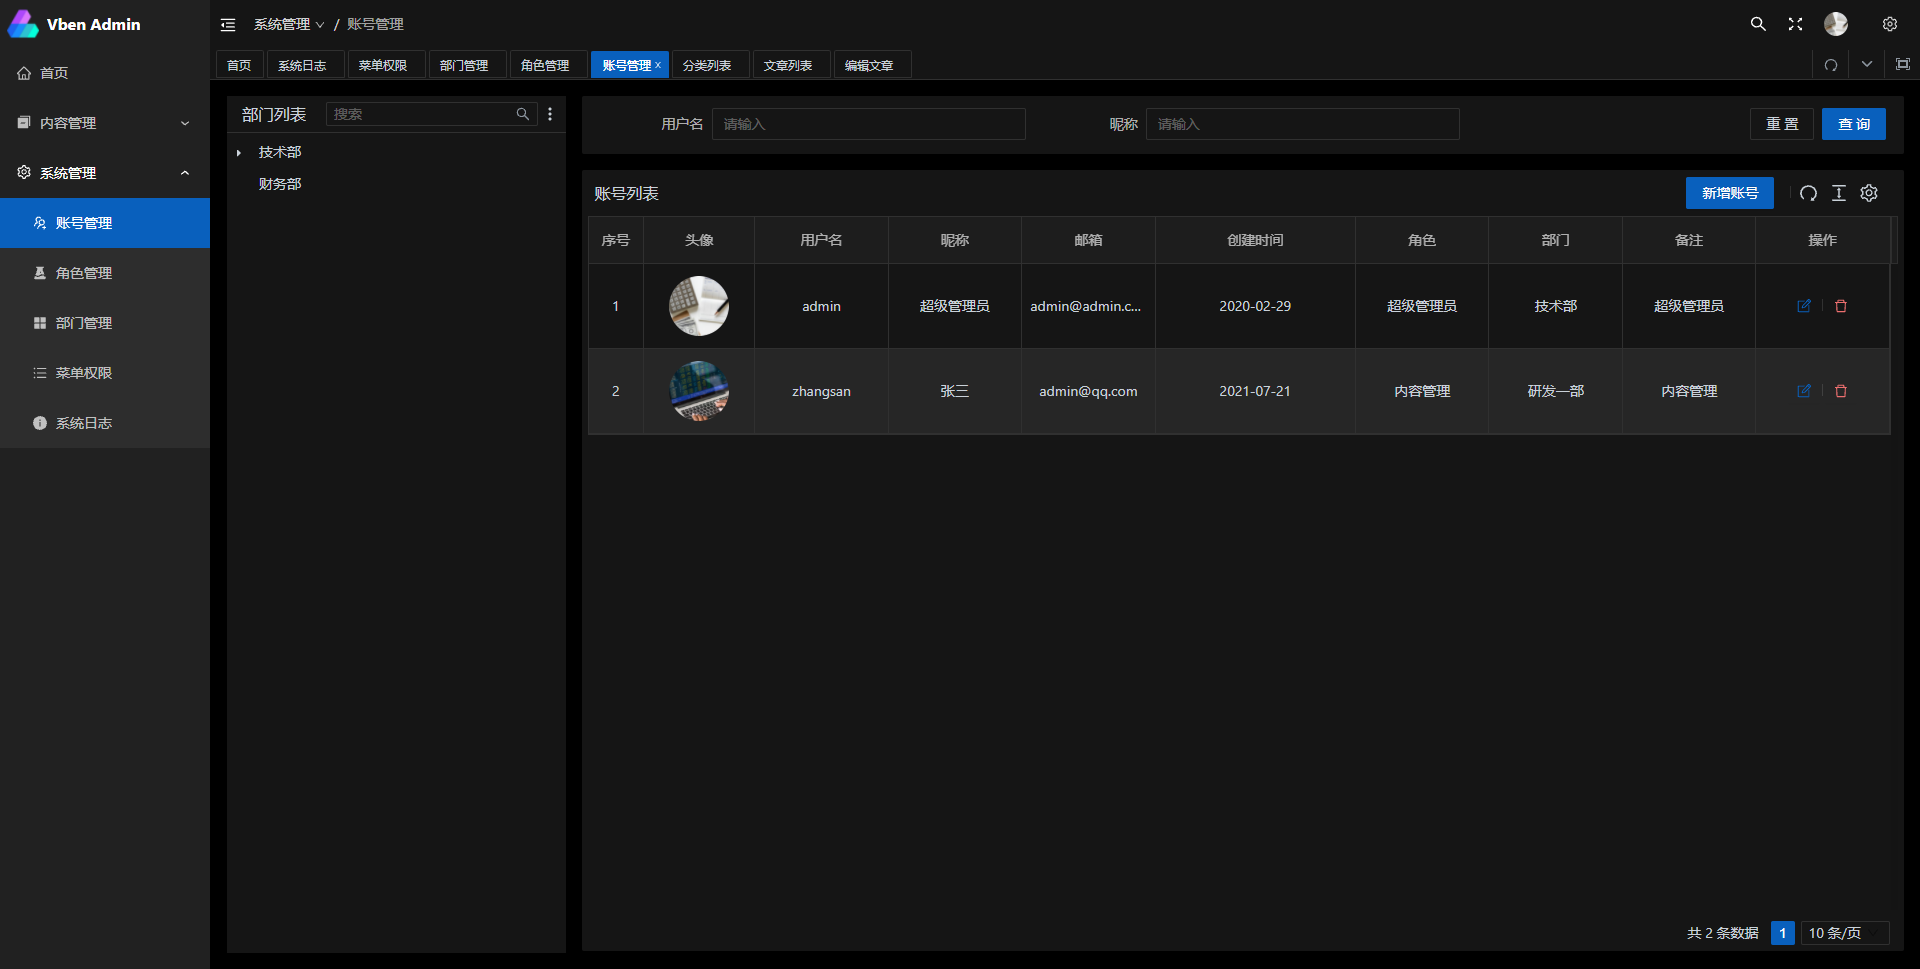 Vben Admin
系统管理 / 账号管理
首页
系统日志
菜单权限
部门管理
角色管理
账号管理 x
分类列表
文章列表
编辑文章
首页
内容管理
系统管理
账号管理
角色管理
部门管理
菜单权限
系统日志
部门列表
搜索
技术部
财务部
用户名 请输入 昵称 请输入 重置 查询
账号列表 新增账号
序号 头像 用户名 昵称 邮箱 创建时间 角色 部门 备注 操作
1 admin 超级管理员 admin@admin.c... 2020-02-29 超级管理员 技术部 超级管理员
2 zhangsan 张三 admin@qq.com 2021-07-21 内容管理 研发一部 内容管理
共 2 条数据 1 10 条/页